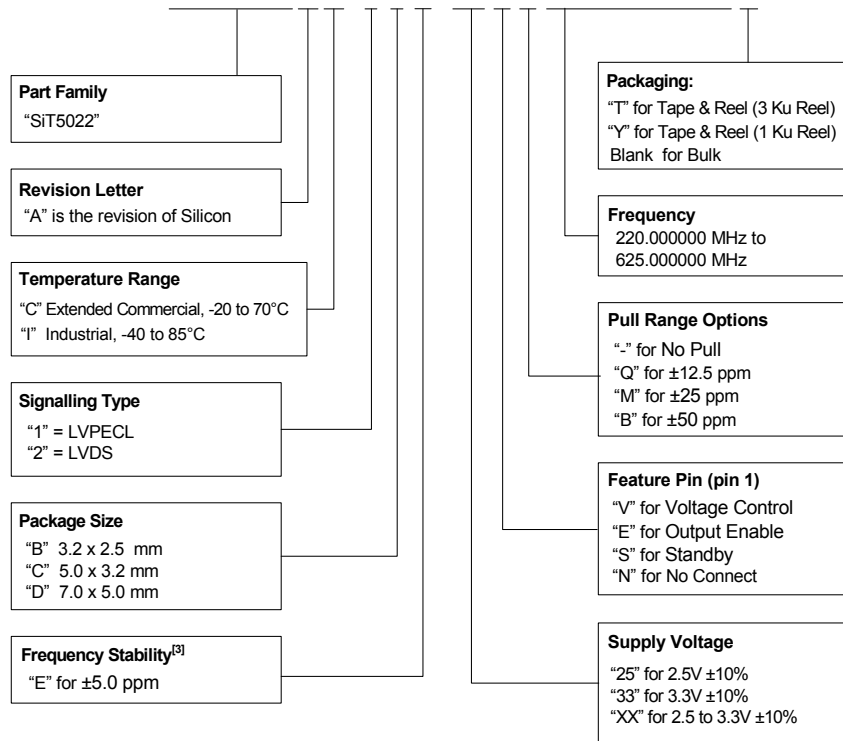 Part Family
“SiT5022”
Revision Letter
“A” is the revision of Silicon
Temperature Range
“C” Extended Commercial, -20 to 70°C
“I” Industrial, -40 to 85°C
Signalling Type
“1” = LVPECL
“2” = LVDS
Package Size
“B” 3.2 x 2.5 mm
“C” 5.0 x 3.2 mm
“D” 7.0 x 5.0 mm
Frequency Stability[3]
“E” for ±5.0 ppm
Packaging:
“T” for Tape & Reel (3 Ku Reel)
“Y” for Tape & Reel (1 Ku Reel)
Blank for Bulk
Frequency
220.000000 MHz to
625.000000 MHz
Pull Range Options
“-” for No Pull
“Q” for ±12.5 ppm
“M” for ±25 ppm
“B” for ±50 ppm
Feature Pin (pin 1)
“V” for Voltage Control
“E” for Output Enable
“S” for Standby
“N” for No Connect
Supply Voltage
“25” for 2.5V ±10%
“33” for 3.3V ±10%
“XX” for 2.5 to 3.3V ±10%